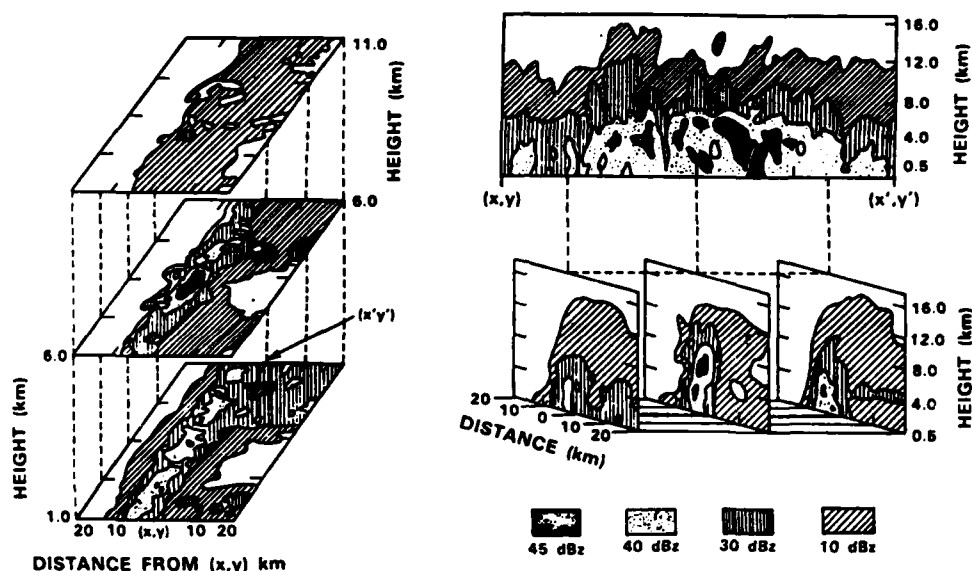 11.0
HEIGHT (km)
6.0
6.0
(x'y')
HEIGHT (km)
1.0
20 10 (x,y) 10 20
DISTANCE FROM (x,y) km
16.0
12.0
8.0
4.0
0.5
HEIGHT (km)
(x,y)
(x',y')
16.0
12.0
8.0
4.0
0.5
HEIGHT (km)
20
10
0
10
20
DISTANCE (km)
45 dBz
40 dBz
30 dBz
10 dBz